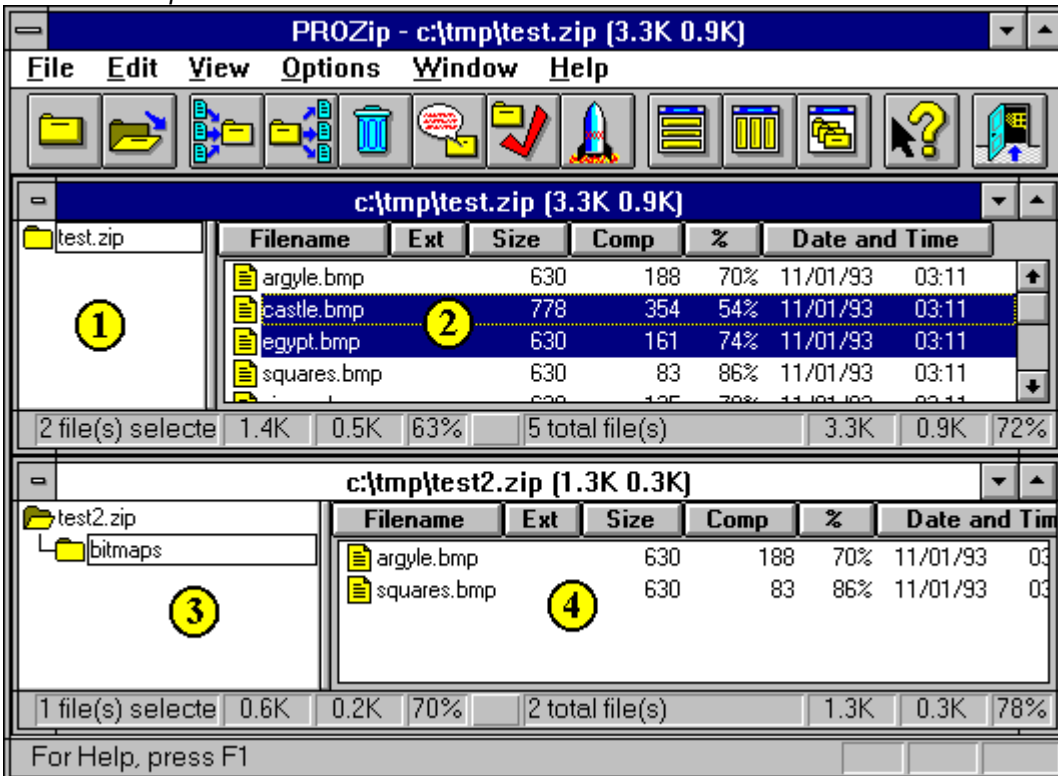 PROZip - c:\tmp\test.zip (3.3K 0.9K)
File Edit View Options Window Help
c:\tmp\test.zip (3.3K 0.9K)
test.zip
Filename Ext Size Comp % Date and Time
argyle.bmp 630 188 70% 11/01/93 03:11
castle.bmp 778 354 54% 11/01/93 03:11
egypt.bmp 630 161 74% 11/01/93 03:11
squares.bmp 630 83 86% 11/01/93 03:11
1
2
2 file(s) selecte 1.4K 0.5K 63% 5 total file(s) 3.3K 0.9K 72%
c:\tmp\test2.zip (1.3K 0.3K)
test2.zip
bitmaps
Filename Ext Size Comp % Date and Tim
argyle.bmp 630 188 70% 11/01/93 03
squares.bmp 630 83 86% 11/01/93 03
3
4
1 file(s) selecte 0.6K 0.2K 70% 2 total file(s) 1.3K 0.3K 78%
For Help, press F1